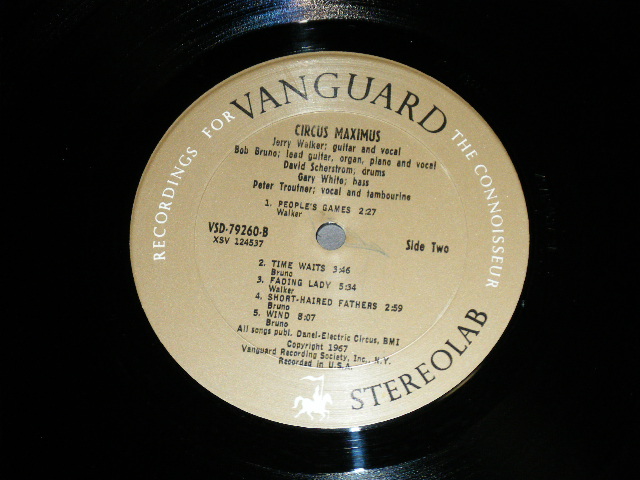 RECORDINGS FOR VANGUARD THE CONNOISSEUR
CIRCUS MAXIMUS
Jerry Walker; guitar and vocal
Bob Bruno; lead guitar, organ, piano and vocal
David Scherstrom; drums
Gary White; bass
Peter Troutner; vocal and tambourine
1. PEOPLE'S GAMES 2:27
Walker
VSD-79260-B
XSV 124537
Side Two
2. TIME WAITS 3:46
Bruno
3. FADING LADY 5:34
Walker
4. SHORT-HAIRED FATHERS 2:59
Bruno
5. WIND 8:07
Bruno
All songs publ. Danel-Electric Circus, BMI
Copyright 1967
Vanguard Recording Society, Inc., N.Y.
Recorded in U.S.A.
STEREOLAB